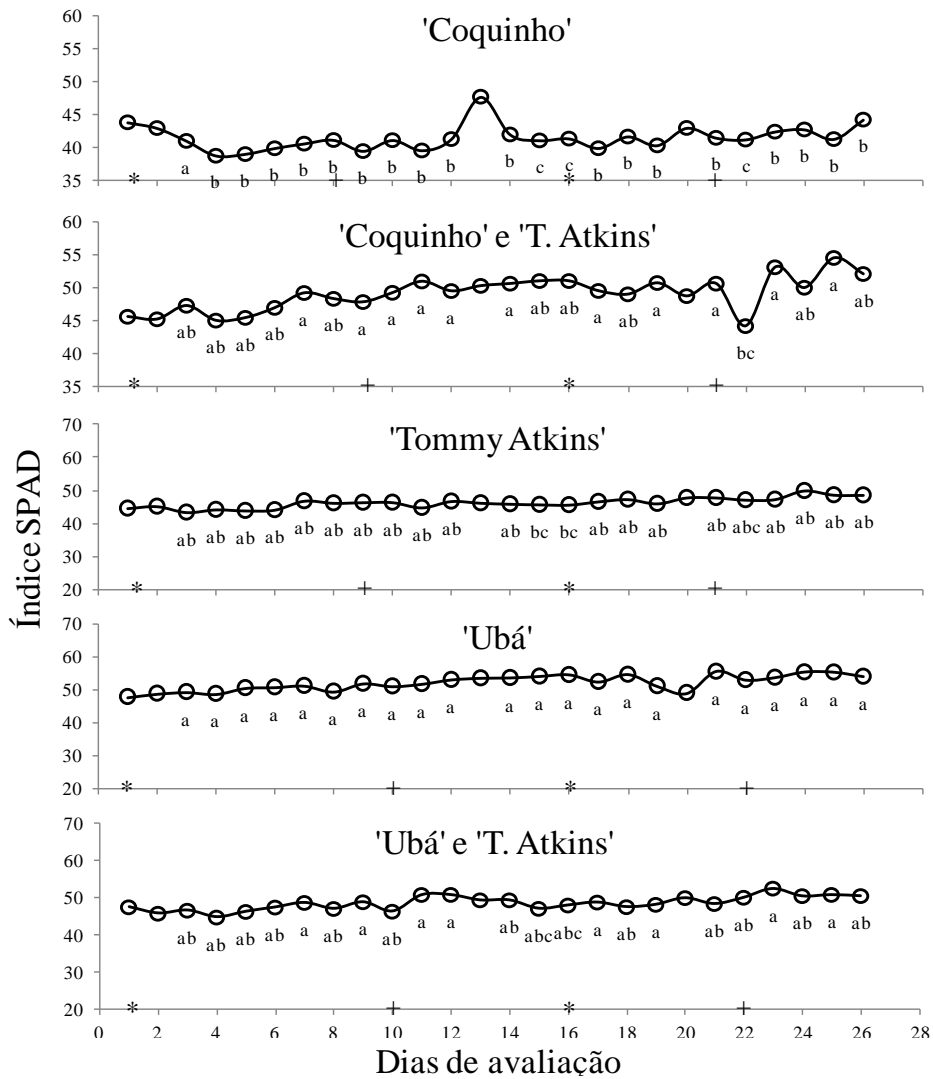 'Coquinho'
60
55
50
45
40
35
a b b b b b b b b b b b c c b b b b c b b b b
* + * +
'Coquinho' e 'T. Atkins'
60
55
50
45
40
35
ab ab ab ab a ab a a a a a ab ab a ab a a bc a ab a ab
* + * +
'Tommy Atkins'
70
60
50
40
30
20
ab ab ab ab ab ab ab ab ab ab ab bc bc ab ab ab ab abc ab ab ab ab
* + * +
'Ubá'
70
60
50
40
30
20
a a a a a a a a a a a a a a a a a a a a a a
* + * +
'Ubá' e 'T. Atkins'
70
60
50
40
30
20
ab ab ab ab a ab a ab a a ab abc abc a ab a ab ab a ab a ab
* + * +
0 2 4 6 8 10 12 14 16 18 20 22 24 26 28
Índice SPAD
Dias de avaliação